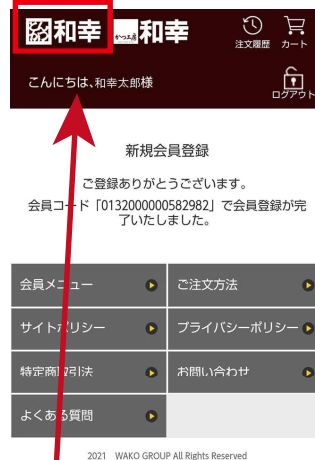 和幸 かつ工房 和幸
注文履歴 カート
こんにちは、和幸太郎様
ログアウト
新規会員登録
ご登録ありがとうございます。
会員コード「0132000000582982」で会員登録が完
了いたしました。
会員メニュー ご注文方法
サイトポリシー プライバシーポリシー
特定商取引法 お問い合わせ
よくある質問
2021 WAKO GROUP All Rights Reserved